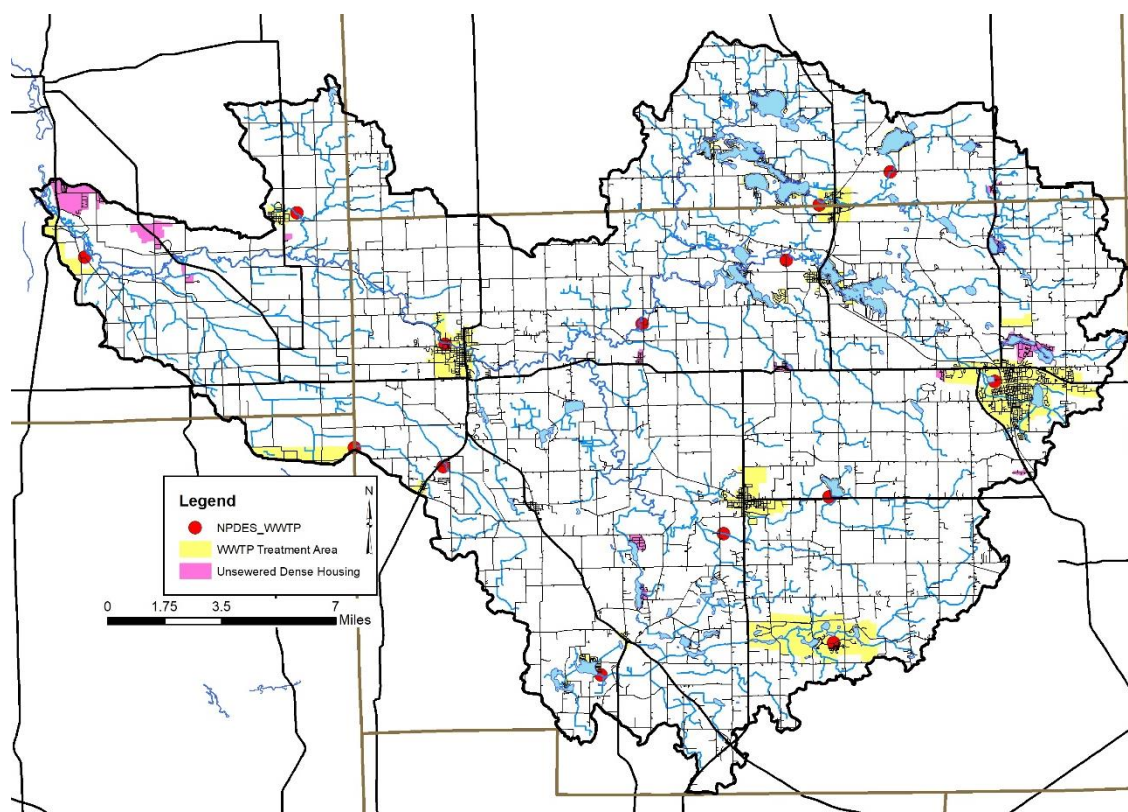 Legend
N
NPDES_WWTP
WWTP Treatment Area
Unsewered Dense Housing
0 1.75 3.5 7
Miles